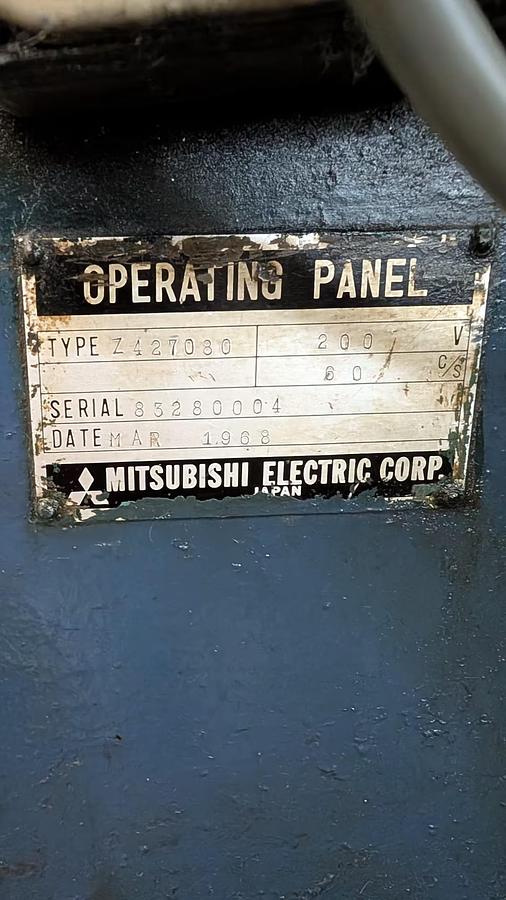 OPERATING PANEL
TYPE Z427080 200 V
60 C/S
SERIAL 83280004
DATE MAR 1968
MITSUBISHI ELECTRIC CORP.
JAPAN